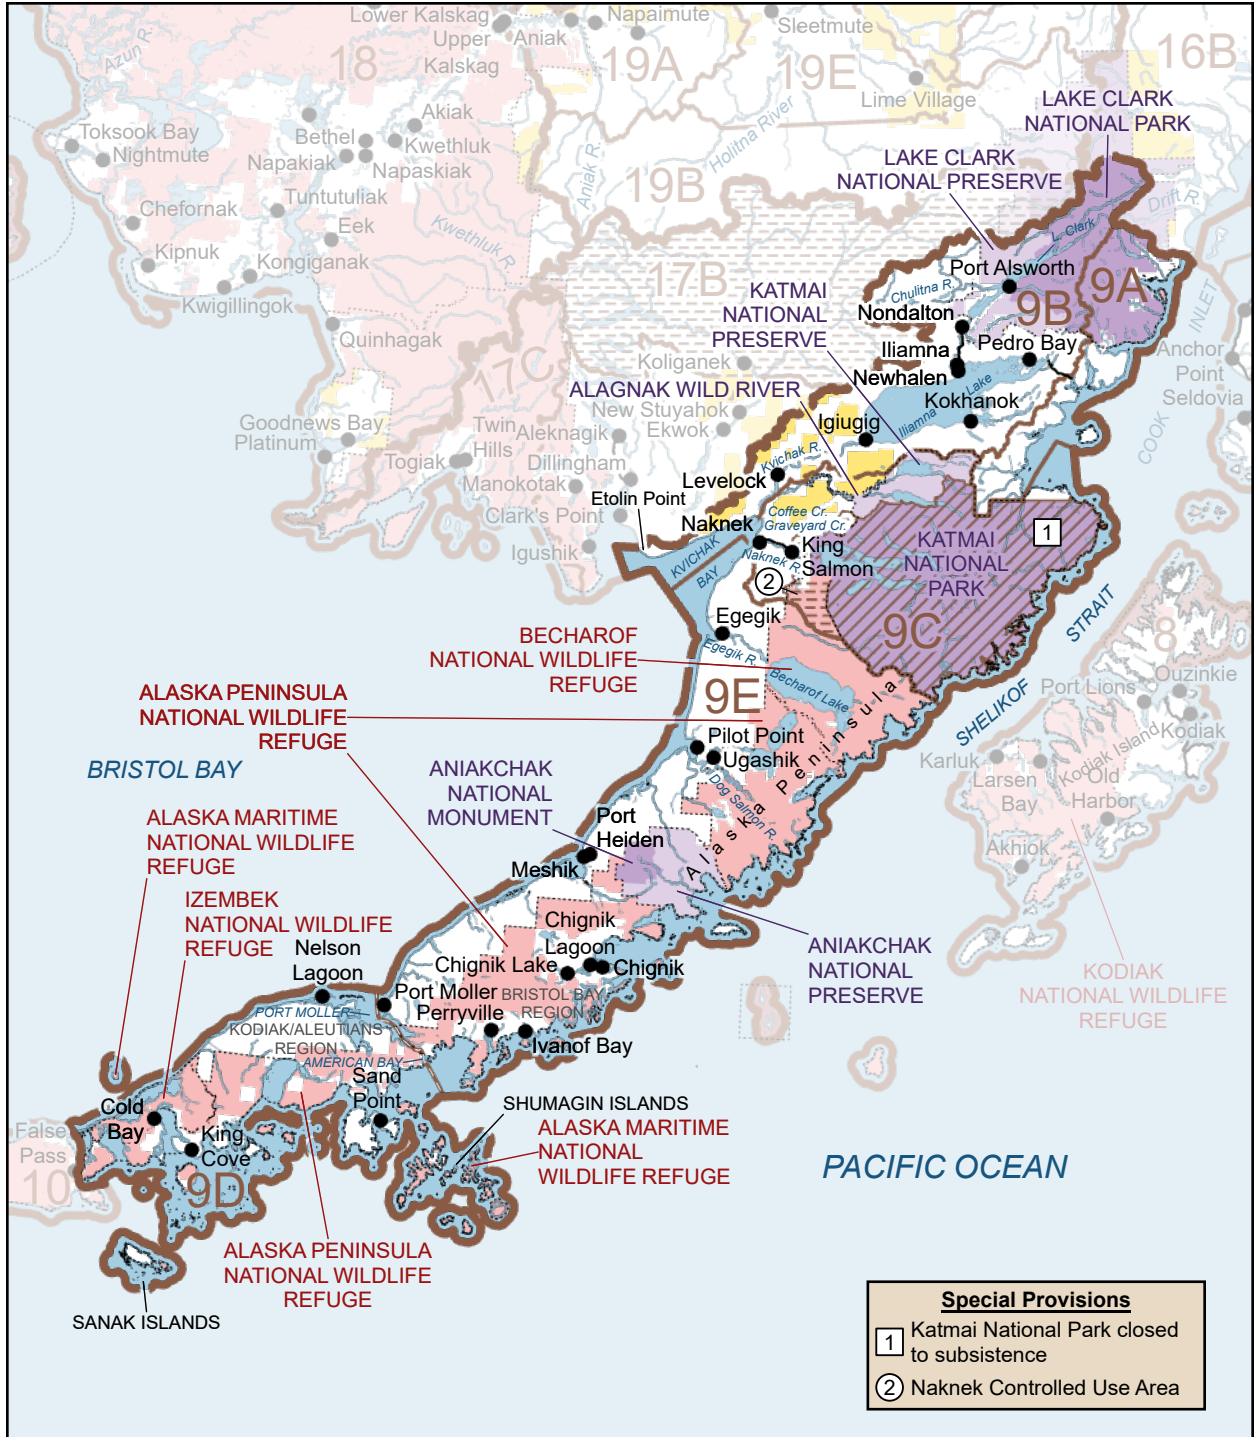 Lower Kalskag
Napaimute
Sleetmute
Upper
Kalskag
Aniak
Azun R.
18
19A
19E
16B
Lime Village
LAKE CLARK
NATIONAL PARK
Akiak
Bethel
Toksook Bay
Nightmute
Kwethluk
Napakiak
Napaskiak
Holitna River
Aniak R.
19B
LAKE CLARK
NATIONAL PRESERVE
Tuntutuliak
Chefornak
Eek
Kwethluk R.
Drift R.
L. Clark
Kipnuk
Kongiganak
Kwigillingok
17B
Port Alsworth
Chulitna R.
9B
9A
KATMAI
NATIONAL
PRESERVE
Nondalton
INLET
Quinhagak
Iliamna
Pedro Bay
Newhalen
Anchor
Point
Seldovia
Koliganek
17C
ALAGNAK WILD RIVER
Iliamna Lake
Kokhanok
New Stuyahok
Ekwok
Igiugig
Goodnews Bay
Platinum
Twin
Hills
Aleknagik
COOK
Togiak
Dillingham
Manokotak
Kvichak R.
Levelock
Etolin Point
Clark's Point
Coffee Cr.
Graveyard Cr.
Naknek
1
Igushik
KVICHAK
BAY
King
Salmon
Naknek R.
KATMAI
NATIONAL
PARK
2
STRAIT
Egegik
9C
8
BECHAROF
NATIONAL WILDLIFE
REFUGE
Egegik R.
Becharof Lake
Ouzinkie
Port Lions
ALASKA PENINSULA
NATIONAL WILDLIFE
REFUGE
9E
SHELIKOF
Kodiak
Kodiak Island
Pilot Point
Ugashik
Alaska Peninsula
BRISTOL BAY
ANIAKCHAK
NATIONAL
MONUMENT
Dog Salmon R.
Karluk
Larsen
Bay
Old
Harbor
ALASKA MARITIME
NATIONAL WILDLIFE
REFUGE
Port
Heiden
Meshik
Akhiok
IZEMBEK
NATIONAL WILDLIFE
REFUGE
Chignik
Lagoon
Nelson
Lagoon
Chignik Lake
Chignik
ANIAKCHAK
NATIONAL
PRESERVE
KODIAK
NATIONAL WILDLIFE
REFUGE
Port Moller
BRISTOL BAY
REGION
PORT MOLLER
Perryville
KODIAK/ALEUTIANS
REGION
Ivanof Bay
AMERICAN BAY
Sand
Point
Cold
Bay
SHUMAGIN ISLANDS
ALASKA MARITIME
NATIONAL
WILDLIFE REFUGE
False
Pass
King
Cove
PACIFIC OCEAN
10
9D
ALASKA PENINSULA
NATIONAL WILDLIFE
REFUGE
SANAK ISLANDS
Special Provisions
1 Katmai National Park closed
to subsistence
2 Naknek Controlled Use Area